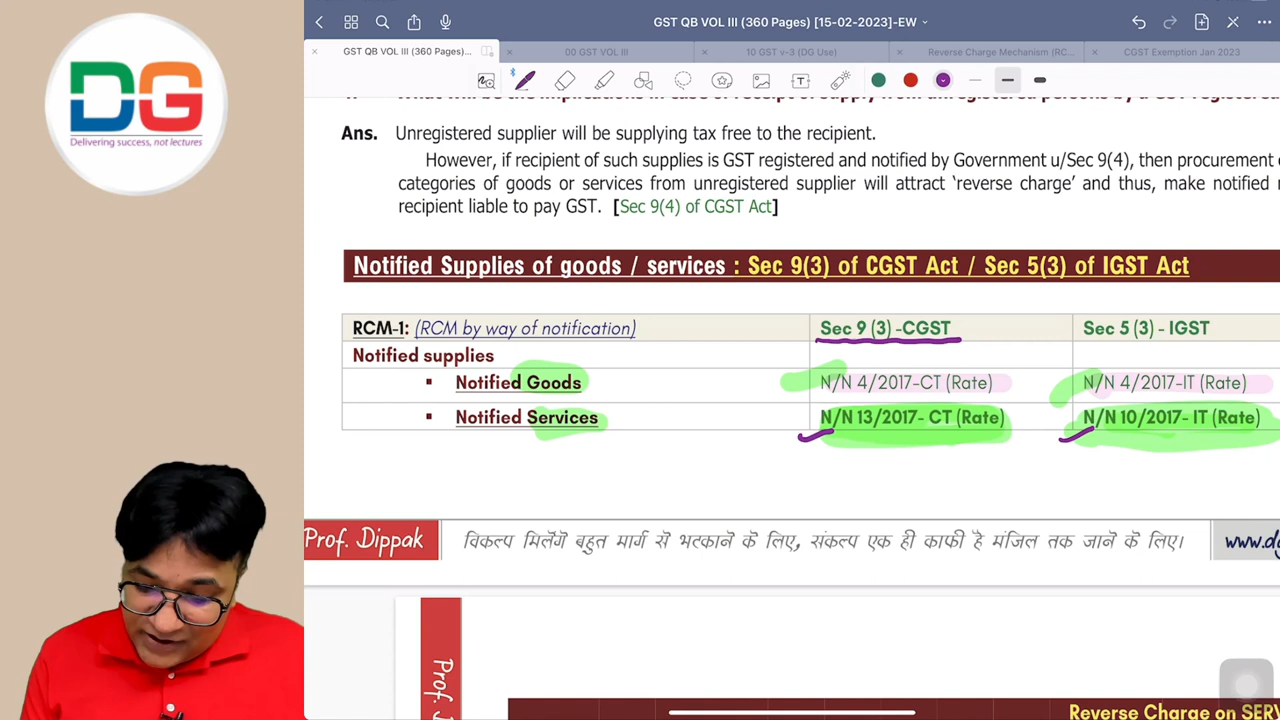 DG
Delivering success, not lectures
GST QB VOL III (360 Pages) [15-02-2023]-EW
GST QB VOL III (360 Pages)...
00 GST VOL III
10 GST v-3 (DG Use)
Reverse Charge Mechanism (RC...
CGST Exemption Jan 2023
Ans. Unregistered supplier will be supplying tax free to the recipient.
However, if recipient of such supplies is GST registered and notified by Government u/Sec 9(4), then procurement
categories of goods or services from unregistered supplier will attract ‘reverse charge’ and thus, make notified
recipient liable to pay GST. [Sec 9(4) of CGST Act]
Notified Supplies of goods / services : Sec 9(3) of CGST Act / Sec 5(3) of IGST Act
RCM-1: (RCM by way of notification) Sec 9 (3) -CGST Sec 5 (3) - IGST
Notified supplies
▪ Notified Goods N/N 4/2017-CT (Rate) N/N 4/2017-IT (Rate)
▪ Notified Services N/N 13/2017- CT (Rate) N/N 10/2017- IT (Rate)
Prof. Dippak विकल्प मिलेंगे बहुत मार्ग से भटकाने के लिए, संकल्प एक ही काफी है मंजिल तक जाने के लिए। www.dg
Prof. J
Reverse Charge on SER